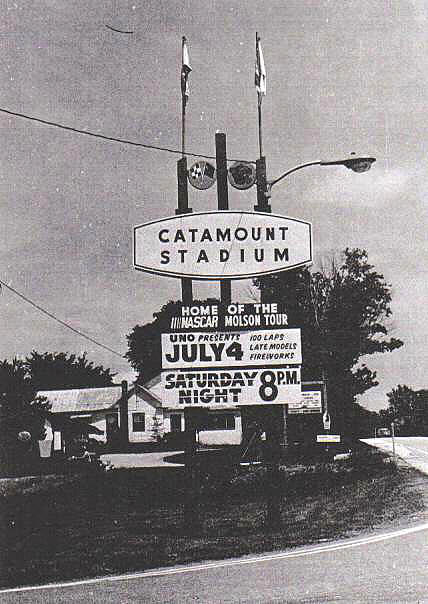 CATAMOUNT
STADIUM
HOME OF THE
NASCAR MOLSON TOUR
UNO PRESENTS
JULY 4
100 LAPS
LATE MODELS
FIREWORKS
SATURDAY
NIGHT
8 P.M.